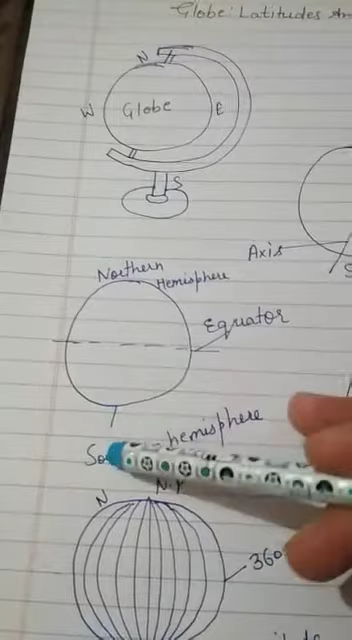 Globe: Latitudes
N
W Globe E
S
Axis
Northern
Hemisphere
Equator
hemisphere
N.P
N
360